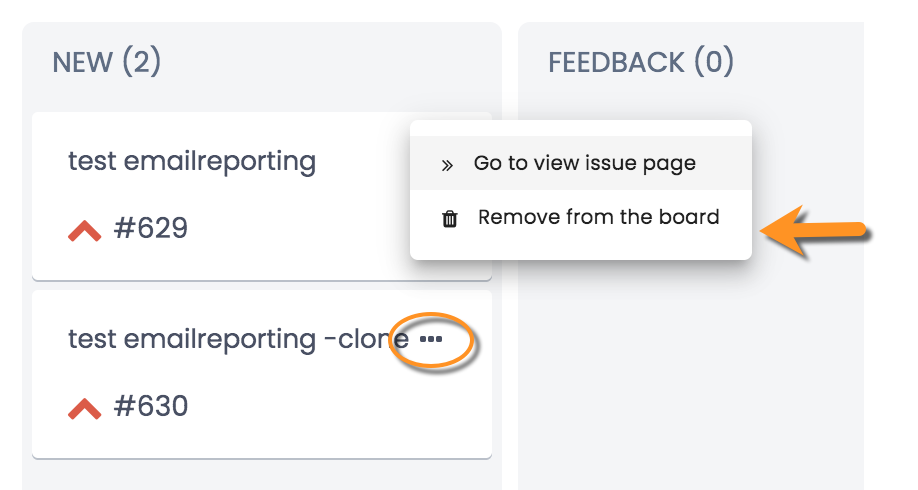 NEW (2)
FEEDBACK (0)
test emailreporting
#629
Go to view issue page
Remove from the board
test emailreporting -clone
#630